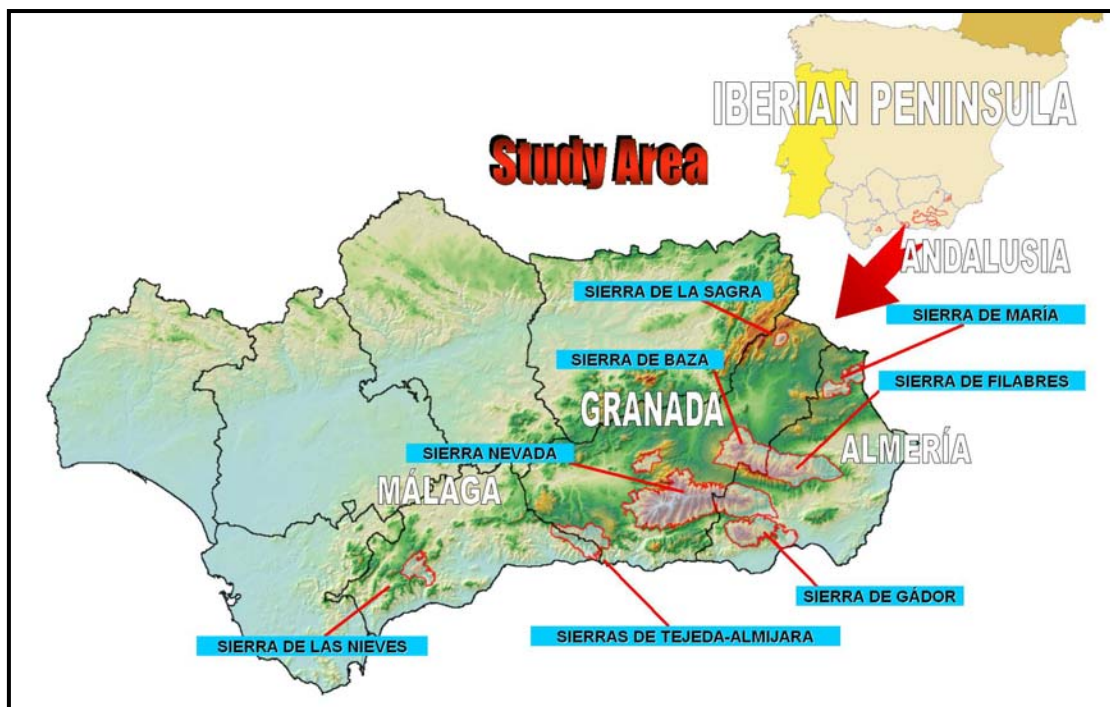 IBERIAN PENINSULA
Study Area
ANDALUSIA
SIERRA DE LA SAGRA
SIERRA DE MARÍA
SIERRA DE BAZA
SIERRA DE FILABRES
GRANADA
SIERRA NEVADA
ALMERÍA
MÁLAGA
SIERRA DE GÁDOR
SIERRAS DE TEJEDA-ALMIJARA
SIERRA DE LAS NIEVES